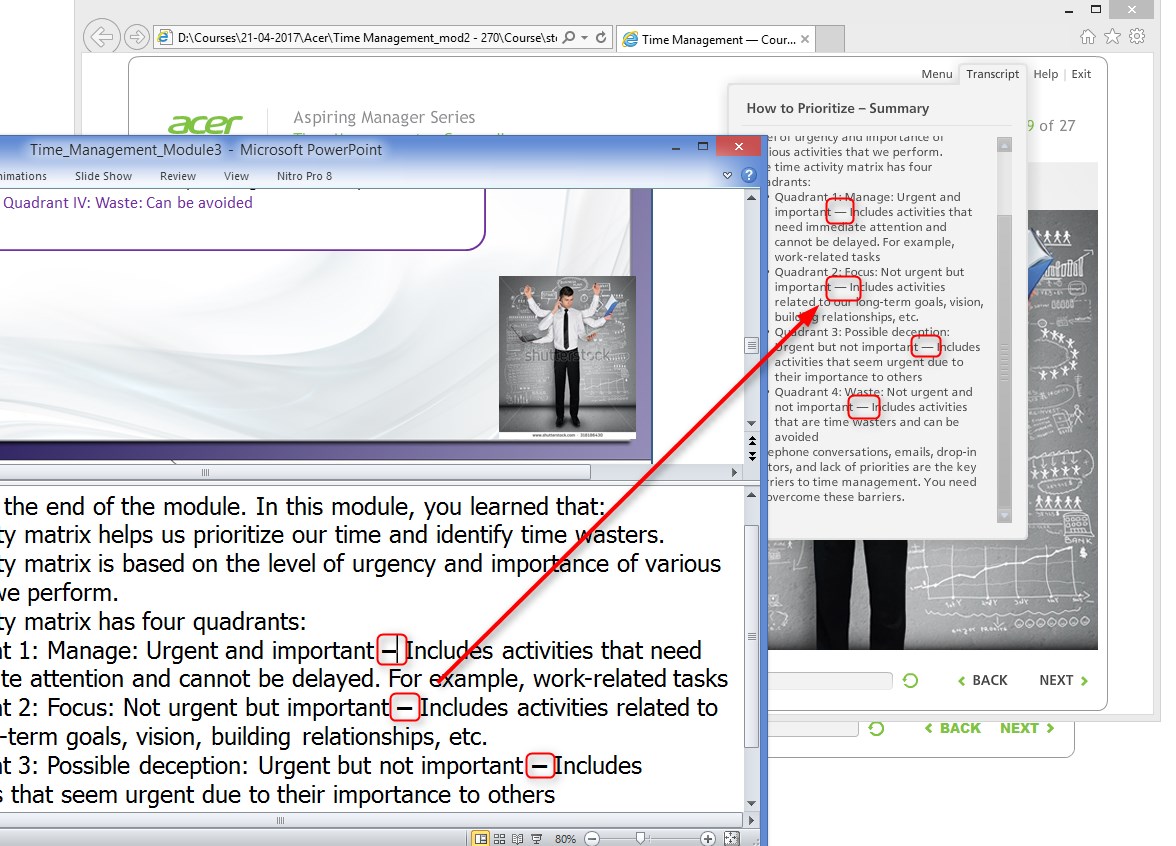 D:\Courses\21-04-2017\Acer\Time Management_mod2 - 270\Course\sto
Time Management — Cour...
Menu Transcript Help | Exit
acer
Aspiring Manager Series
How to Prioritize – Summary
9 of 27
of urgency and importance of
ious activities that we perform.
time activity matrix has four
adrants:
Quadrant 1: Manage: Urgent and
important — Includes activities that
need immediate attention and
cannot be delayed. For example,
work-related tasks
Quadrant 2: Focus: Not urgent but
important — Includes activities
related to our long-term goals, vision,
building relationships, etc.
Quadrant 3: Possible deception:
Urgent but not important — Includes
activities that seem urgent due to
their importance to others
Quadrant 4: Waste: Not urgent and
not important — Includes activities
that are time wasters and can be
avoided
ephone conversations, emails, drop-in
tors, and lack of priorities are the key
riers to time management. You need
overcome these barriers.
BACK NEXT
BACK NEXT
Time_Management_Module3 - Microsoft PowerPoint
nimations Slide Show Review View Nitro Pro 8
Quadrant IV: Waste: Can be avoided
shutterstock
the end of the module. In this module, you learned that:
ty matrix helps us prioritize our time and identify time wasters.
ty matrix is based on the level of urgency and importance of various
we perform.
ty matrix has four quadrants:
nt 1: Manage: Urgent and important – Includes activities that need
te attention and cannot be delayed. For example, work-related tasks
nt 2: Focus: Not urgent but important – Includes activities related to
-term goals, vision, building relationships, etc.
nt 3: Possible deception: Urgent but not important – Includes
s that seem urgent due to their importance to others
80%